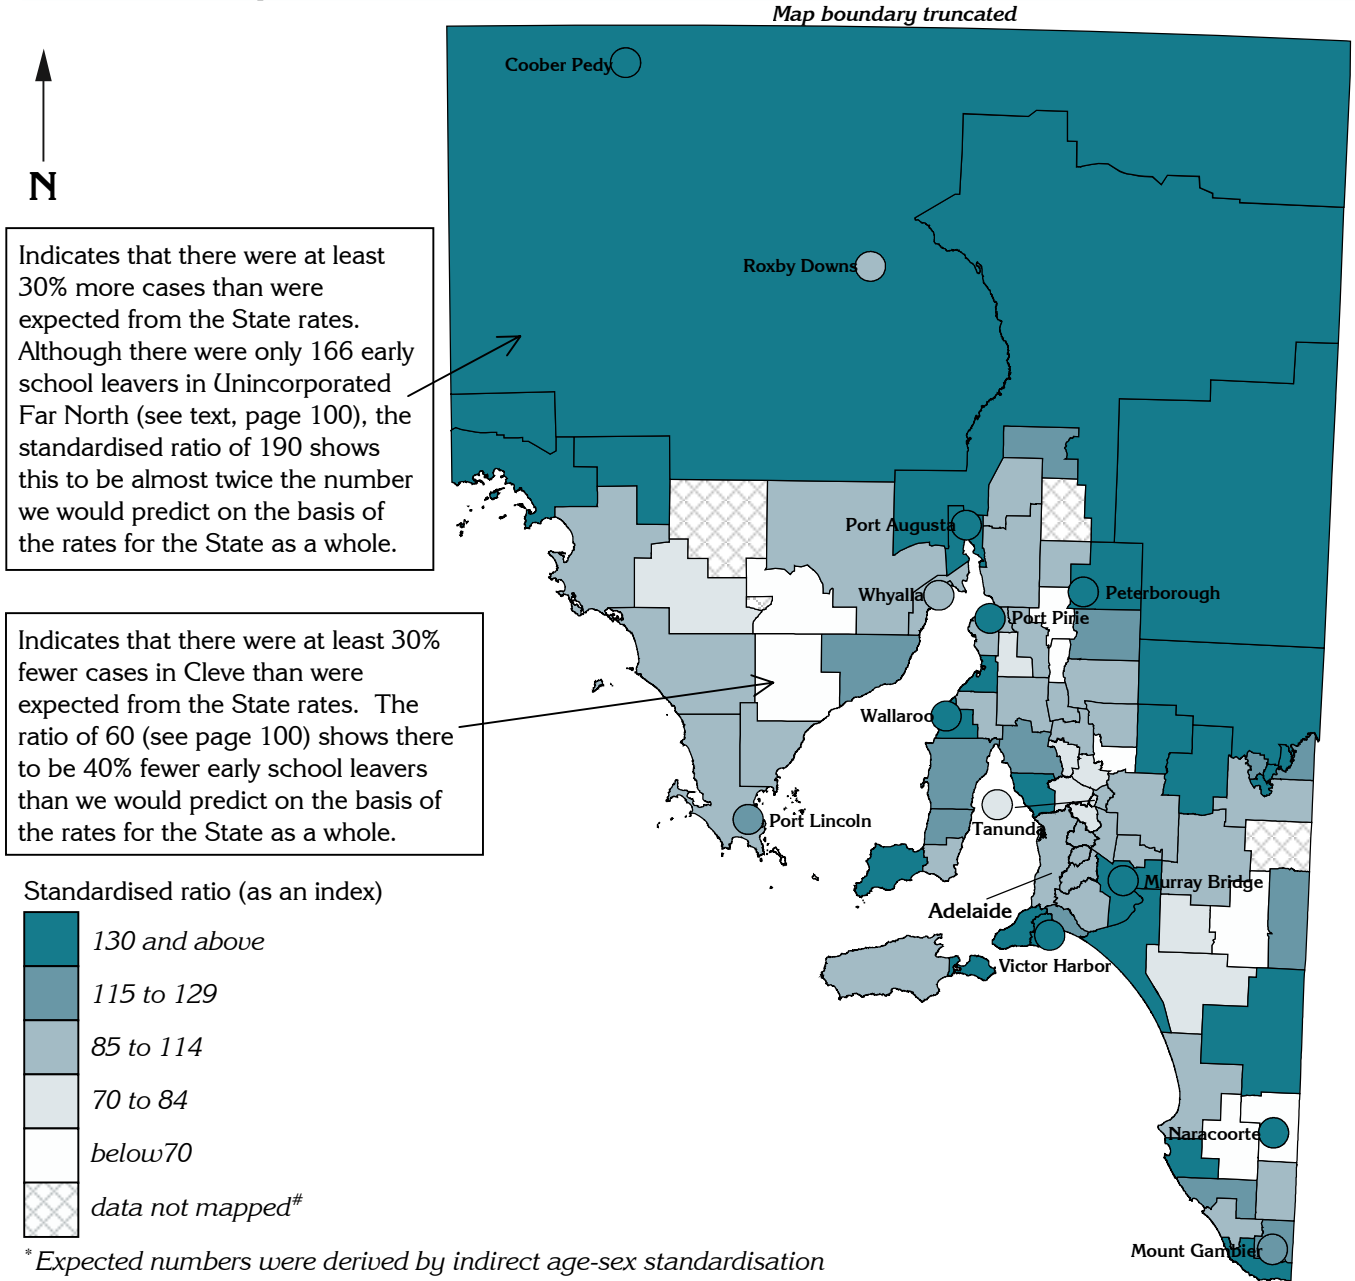 Map boundary truncated
Coober Pedy
N
Roxby Downs
Indicates that there were at least
30% more cases than were
expected from the State rates.
Although there were only 166 early
school leavers in Unincorporated
Far North (see text, page 100), the
standardised ratio of 190 shows
this to be almost twice the number
we would predict on the basis of
the rates for the State as a whole.
Port Augusta
Whyalla
Peterborough
Port Pirie
Indicates that there were at least 30%
fewer cases in Cleve than were
expected from the State rates. The
ratio of 60 (see page 100) shows there
to be 40% fewer early school leavers
than we would predict on the basis of
the rates for the State as a whole.
Wallaroo
Port Lincoln
Tanunda
Murray Bridge
Adelaide
Victor Harbor
Naracoorte
Mount Gambier
Standardised ratio (as an index)
130 and above
115 to 129
85 to 114
70 to 84
below70
data not mapped#
*Expected numbers were derived by indirect age-sex standardisation